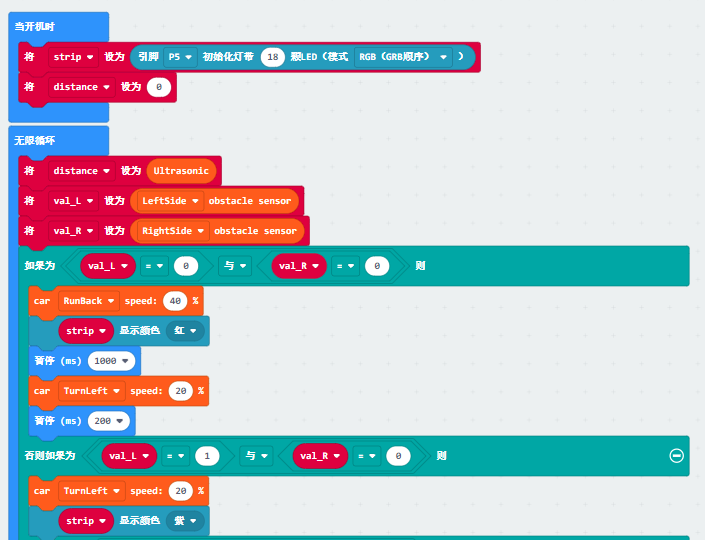 当开机时
将 strip 设为 引脚 P5 初始化灯带 18 颗LED（模式 RGB（GRB顺序） ）
将 distance 设为 0
无限循环
将 distance 设为 Ultrasonic
将 val_L 设为 LeftSide obstacle sensor
将 val_R 设为 RightSide obstacle sensor
如果为 val_L = 0 与 val_R = 0 则
car RunBack speed: 40 %
strip 显示颜色 红
暂停 (ms) 1000
car TurnLeft speed: 20 %
暂停 (ms) 200
否则如果为 val_L = 1 与 val_R = 0 则
car TurnLeft speed: 20 %
strip 显示颜色 紫